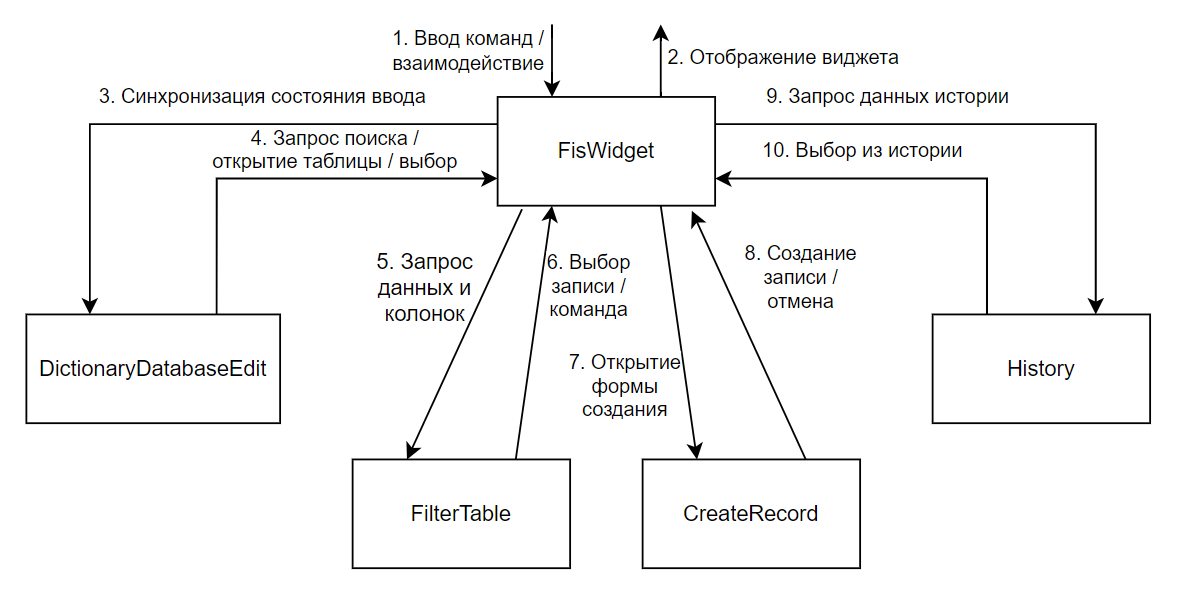 1. Ввод команд /
взаимодействие
2. Отображение виджета
3. Синхронизация состояния ввода
9. Запрос данных истории
4. Запрос поиска /
открытие таблицы / выбор
FisWidget
10. Выбор из истории
5. Запрос
данных и
колонок
6. Выбор
записи /
команда
8. Создание
записи /
отмена
7. Открытие
формы
создания
DictionaryDatabaseEdit
History
FilterTable
CreateRecord